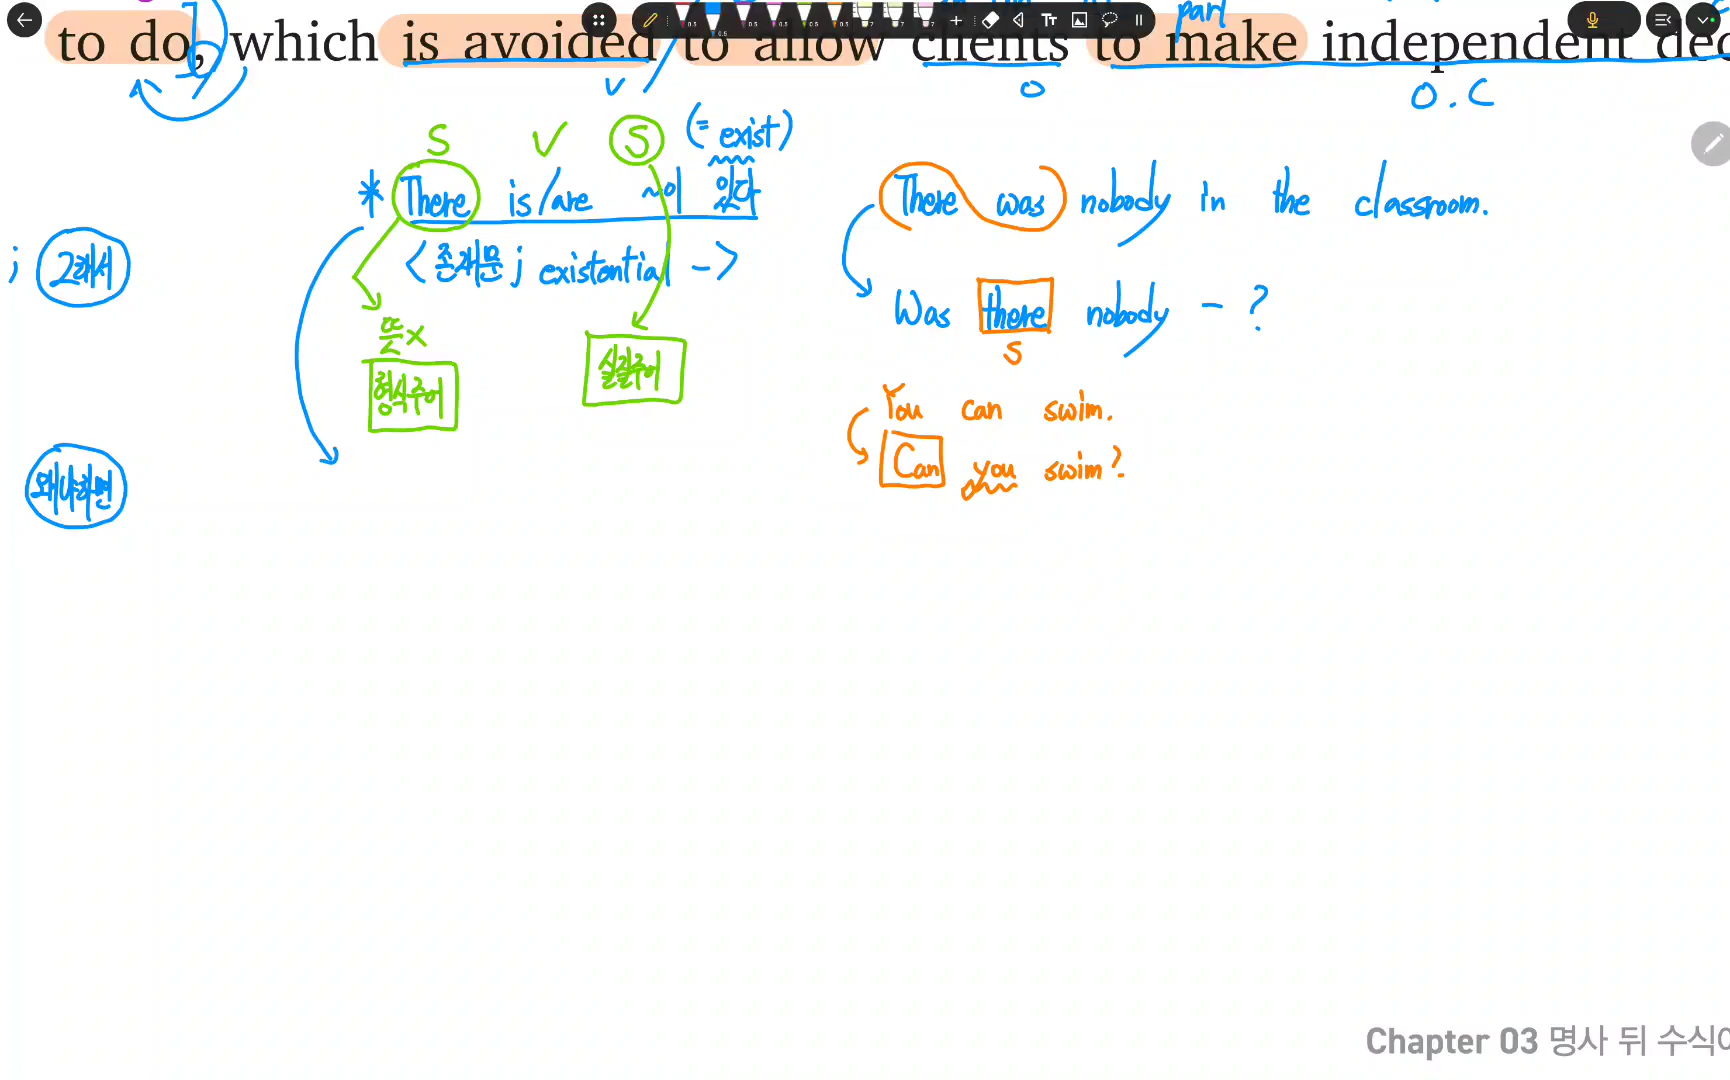 part
to do, which is avoided to allow clients to make independent dec
V O O.C
S V S (= exist)
* There is/are ~이 있다
There was nobody in the classroom.
; 그래서
<존재문 ; existential ->
Was there nobody - ?
S
뜻 X
형식주어
실질주어
You can swim.
Can you swim?
왜냐하면
Chapter 03 명사 뒤 수식어